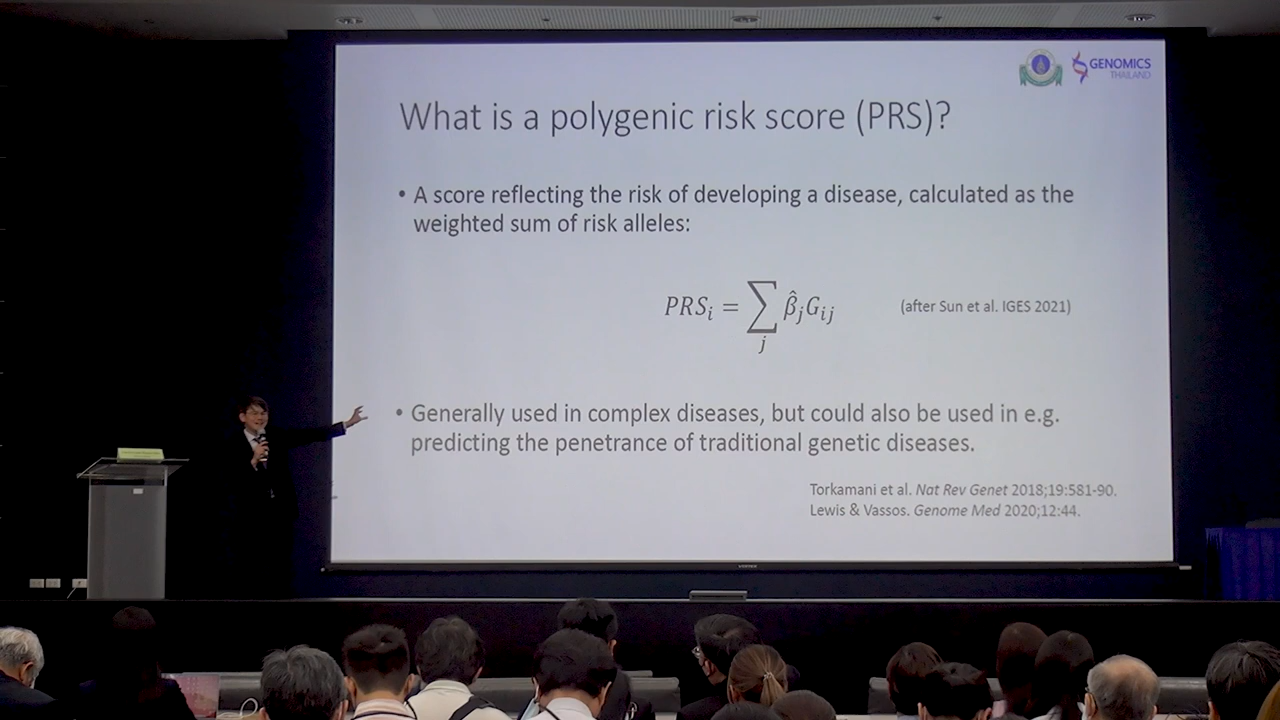 GENOMICS
THAILAND
What is a polygenic risk score (PRS)?
• A score reflecting the risk of developing a disease, calculated as the
weighted sum of risk alleles:
PRS_i = ∑_j β̂_j G_ij
(after Sun et al. IGES 2021)
• Generally used in complex diseases, but could also be used in e.g.
predicting the penetrance of traditional genetic diseases.
Torkamani et al. Nat Rev Genet 2018;19:581-90.
Lewis & Vassos. Genome Med 2020;12:44.